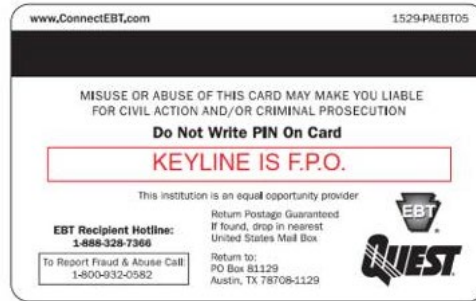 www.ConnectEBT.com 1529-PAEBT05
MISUSE OR ABUSE OF THIS CARD MAY MAKE YOU LIABLE
FOR CIVIL ACTION AND/OR CRIMINAL PROSECUTION
Do Not Write PIN On Card
KEYLINE IS F.P.O.
This institution is an equal opportunity provider
EBT Recipient Hotline:
1-888-328-7366
To Report Fraud & Abuse Call:
1-800-932-0582
Return Postage Guaranteed
If found, drop in nearest
United States Mail Box
Return to:
PO Box 81129
Austin, TX 78708-1129
EBT
QUEST